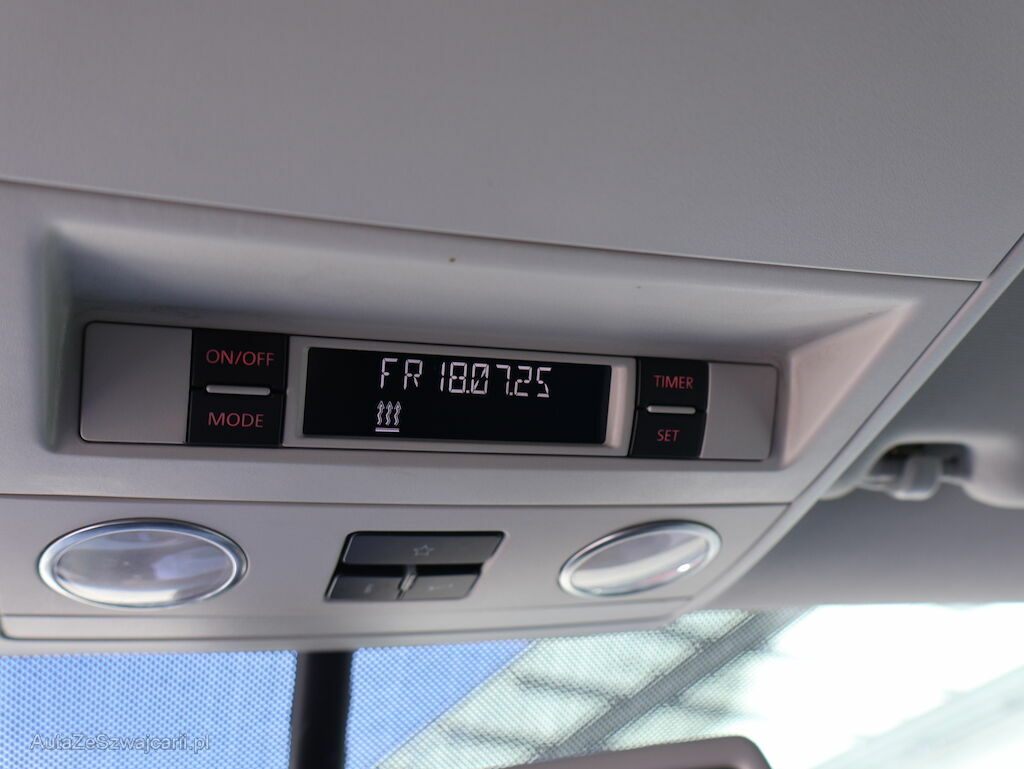 ON/OFF
FR 18.07.25
TIMER
MODE
SET
AutaZeSzwajcarii.pl